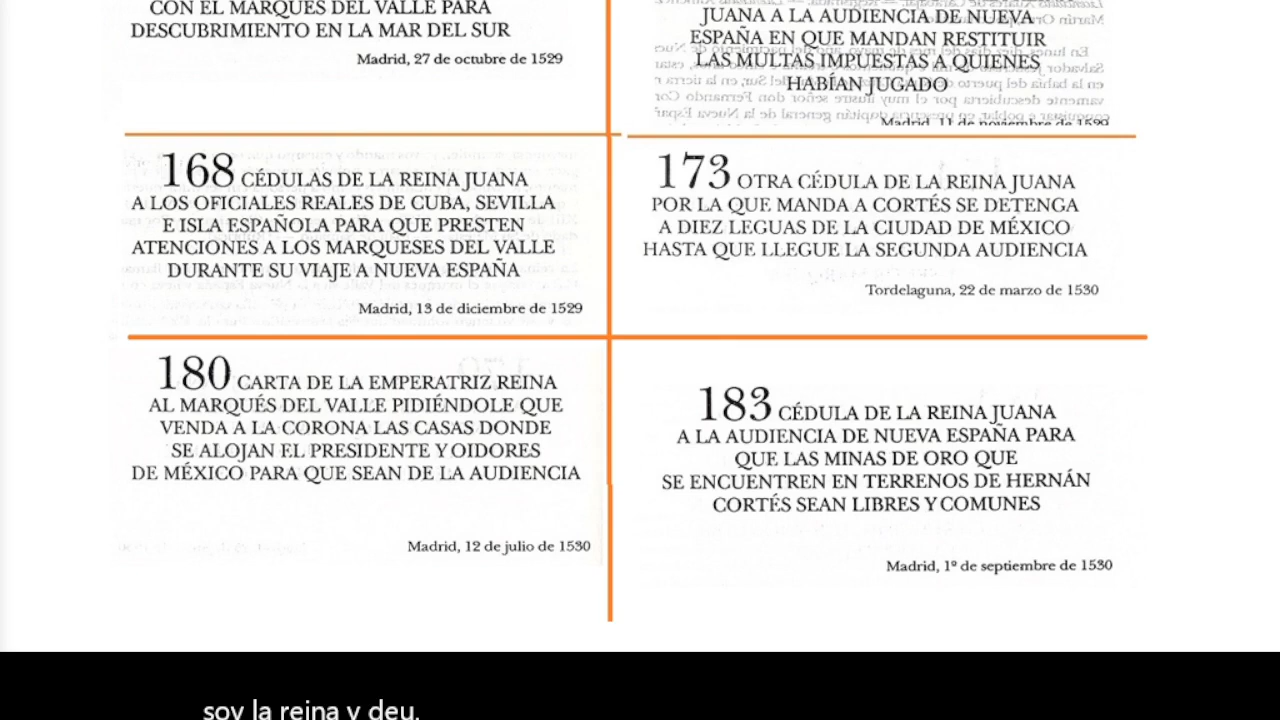 CON EL MARQUÉS DEL VALLE PARA
DESCUBRIMIENTO EN LA MAR DEL SUR
Madrid, 27 de octubre de 1529
JUANA A LA AUDIENCIA DE NUEVA
ESPAÑA EN QUE MANDAN RESTITUIR
LAS MULTAS IMPUESTAS A QUIENES
HABÍAN JUGADO
Madrid, 11 de noviembre de 1529
168 CÉDULAS DE LA REINA JUANA
A LOS OFICIALES REALES DE CUBA, SEVILLA
E ISLA ESPAÑOLA PARA QUE PRESTEN
ATENCIONES A LOS MARQUESES DEL VALLE
DURANTE SU VIAJE A NUEVA ESPAÑA
Madrid, 13 de diciembre de 1529
173 OTRA CÉDULA DE LA REINA JUANA
POR LA QUE MANDA A CORTÉS SE DETENGA
A DIEZ LEGUAS DE LA CIUDAD DE MÉXICO
HASTA QUE LLEGUE LA SEGUNDA AUDIENCIA
Tordelaguna, 22 de marzo de 1530
180 CARTA DE LA EMPERATRIZ REINA
AL MARQUÉS DEL VALLE PIDIÉNDOLE QUE
VENDA A LA CORONA LAS CASAS DONDE
SE ALOJAN EL PRESIDENTE Y OIDORES
DE MÉXICO PARA QUE SEAN DE LA AUDIENCIA
Madrid, 12 de julio de 1530
183 CÉDULA DE LA REINA JUANA
A LA AUDIENCIA DE NUEVA ESPAÑA PARA
QUE LAS MINAS DE ORO QUE
SE ENCUENTREN EN TERRENOS DE HERNÁN
CORTÉS SEAN LIBRES Y COMUNES
Madrid, 1º de septiembre de 1530
soy la reina y deu,